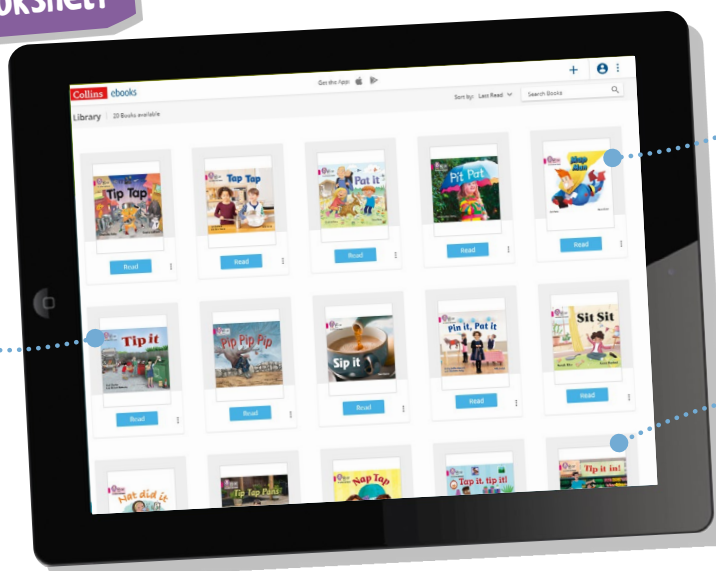 Collins ebooks
Get the App:
Library 20 Books available
Sort by: Last Read
Search Books
Tip Tap
Tap Tap
Pat it
Pit Pat
Nap Man
Read
Read
Read
Read
Read
Tip it
Pip Pip Pip
Sip it
Pin it, Pat it
Sit Sit
Read
Read
Read
Read
Read
Nat did it
Tip Tap Pans
Nap Tap
Tap it, tip it!
Tip it in!